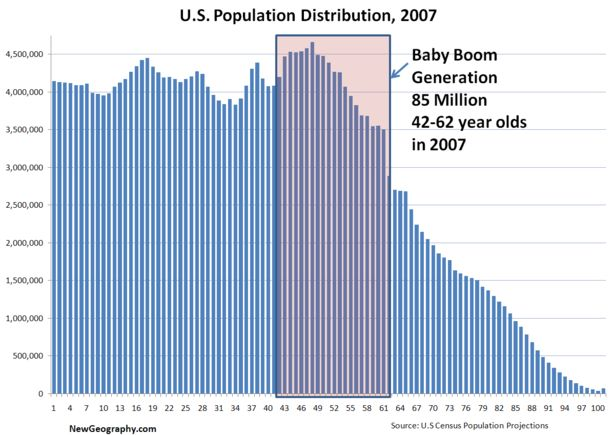 U.S. Population Distribution, 2007
4,500,000
4,000,000
3,500,000
3,000,000
2,500,000
2,000,000
1,500,000
1,000,000
500,000
0
Baby Boom
Generation
85 Million
42-62 year olds
in 2007
1 4 7 10 13 16 19 22 25 28 31 34 37 40 43 46 49 52 55 58 61 64 67 70 73 76 79 82 85 88 91 94 97 100
NewGeography.com
Source: U.S Census Population Projections